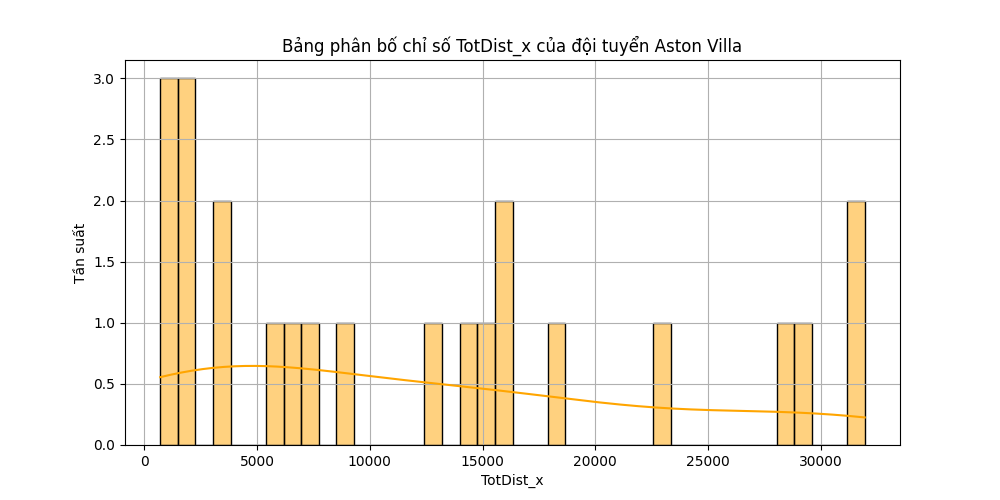 Bảng phân bố chỉ số TotDist_x của đội tuyển Aston Villa
3.0
2.5
2.0
1.5
1.0
0.5
0.0
Tần suất
0 5000 10000 15000 20000 25000 30000
TotDist_x